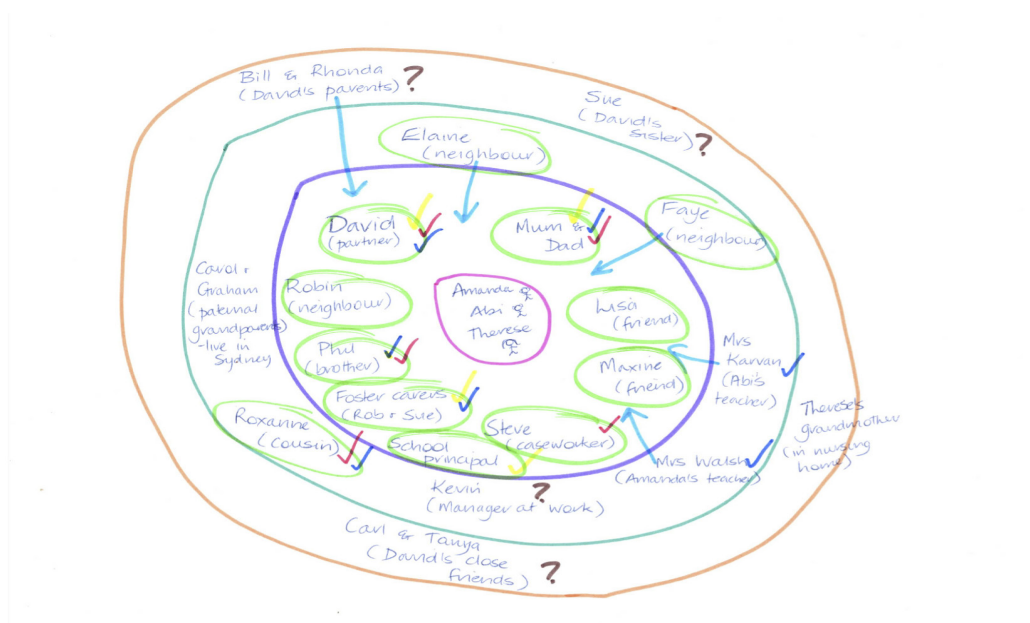 Bill & Rhonda
(David's parents) ?
Sue
(David's
sister) ?
Elaine
(neighbour)
Faye
(neighbour)
David
(partner)
Mum &
Dad
Carol +
Graham
(paternal
grandparents)
-live in
Sydney
Robin
(neighbour)
Amanda
Abi
Therese
Lisa
(friend)
Phil
(brother)
Maxine
(friend)
Mrs
Karvan
(Abi's
teacher)
Foster carers
(Rob + Sue)
Roxanne
(cousin)
School
principal
Steve
(caseworker)
Therese's
grandmother
(in nursing
home)
Mrs Walsh
(Amanda's teacher)
Kevin ?
(Manager at work)
Carl & Tanya
(David's close
friends) ?